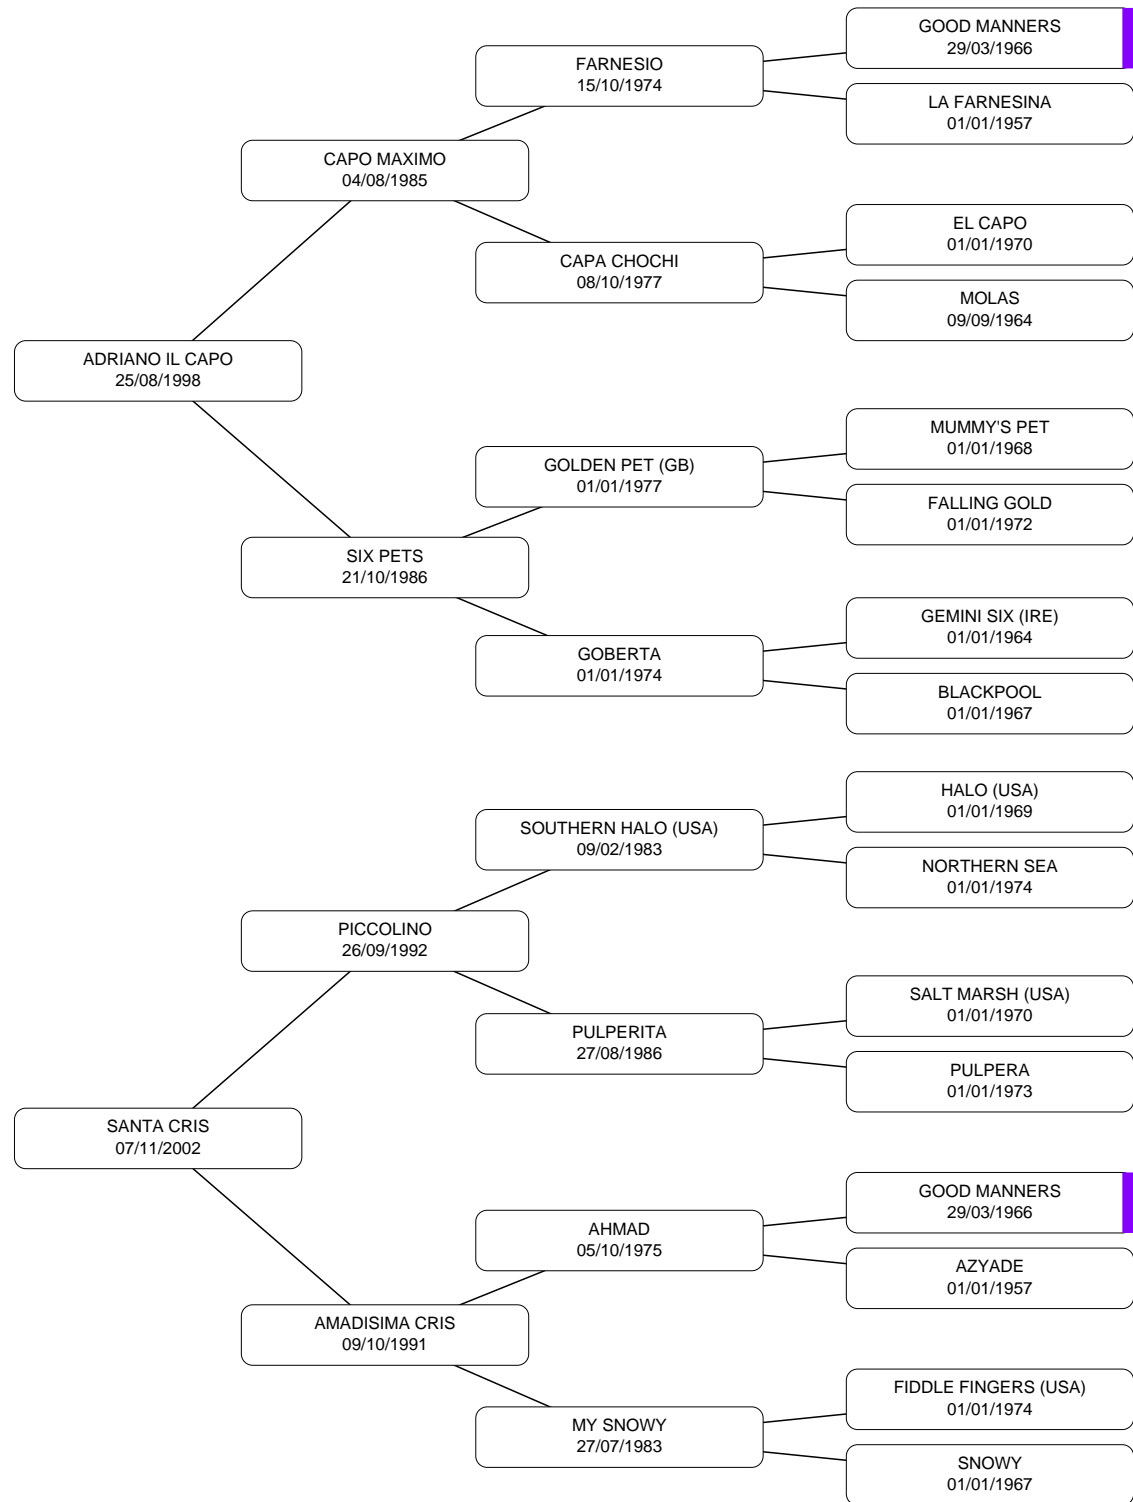 GOOD MANNERS
29/03/1966
FARNESIO
15/10/1974
LA FARNESINA
01/01/1957
CAPO MAXIMO
04/08/1985
EL CAPO
01/01/1970
CAPA CHOCHI
08/10/1977
MOLAS
09/09/1964
ADRIANO IL CAPO
25/08/1998
MUMMY'S PET
01/01/1968
GOLDEN PET (GB)
01/01/1977
FALLING GOLD
01/01/1972
SIX PETS
21/10/1986
GEMINI SIX (IRE)
01/01/1964
GOBERTA
01/01/1974
BLACKPOOL
01/01/1967
HALO (USA)
01/01/1969
SOUTHERN HALO (USA)
09/02/1983
NORTHERN SEA
01/01/1974
PICCOLINO
26/09/1992
SALT MARSH (USA)
01/01/1970
PULPERITA
27/08/1986
PULPERA
01/01/1973
SANTA CRIS
07/11/2002
GOOD MANNERS
29/03/1966
AHMAD
05/10/1975
AZYADE
01/01/1957
AMADISIMA CRIS
09/10/1991
FIDDLE FINGERS (USA)
01/01/1974
MY SNOWY
27/07/1983
SNOWY
01/01/1967